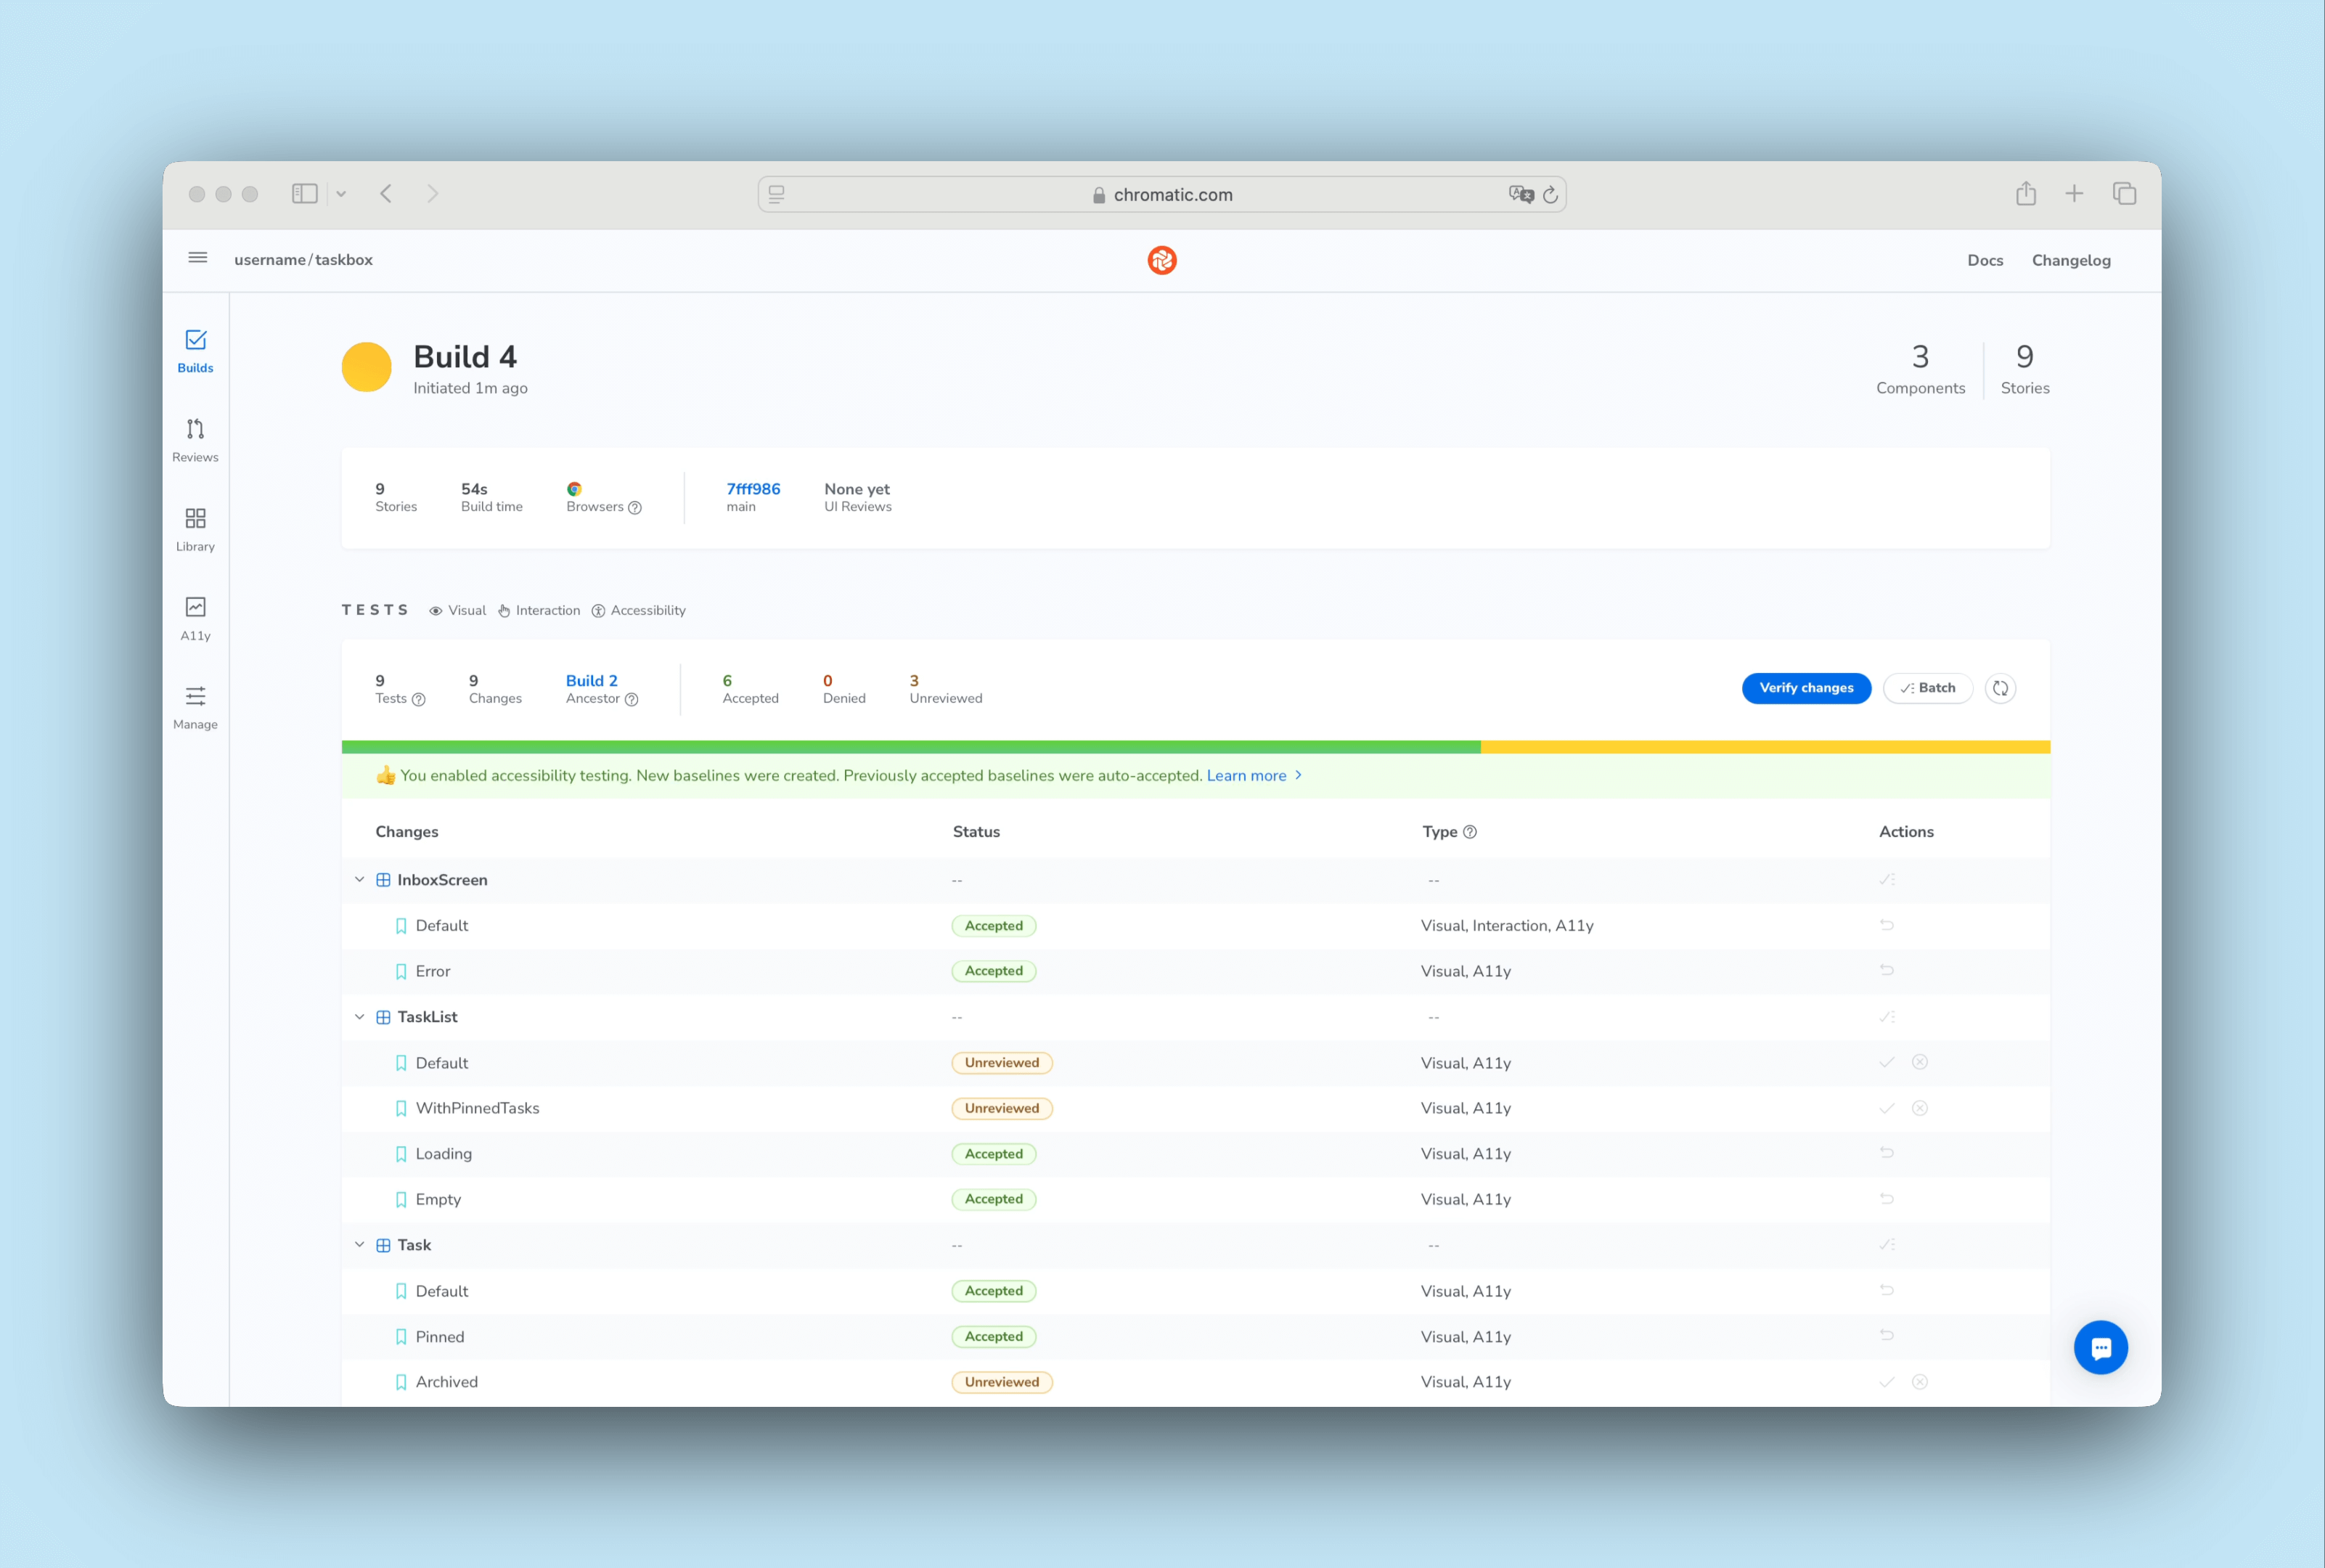 chromatic.com
username/taskbox
Docs Changelog
Builds
Reviews
Library
A11y
Manage
Build 4
Initiated 1m ago
3 Components
9 Stories
9 Stories
54s Build time
Browsers
7fff986 main
None yet UI Reviews
TESTS Visual Interaction Accessibility
9 Tests
9 Changes
Build 2 Ancestor
6 Accepted
0 Denied
3 Unreviewed
Verify changes
Batch
👍 You enabled accessibility testing. New baselines were created. Previously accepted baselines were auto-accepted. Learn more
Changes Status Type Actions
InboxScreen -- --
Default Accepted Visual, Interaction, A11y
Error Accepted Visual, A11y
TaskList -- --
Default Unreviewed Visual, A11y
WithPinnedTasks Unreviewed Visual, A11y
Loading Accepted Visual, A11y
Empty Accepted Visual, A11y
Task -- --
Default Accepted Visual, A11y
Pinned Accepted Visual, A11y
Archived Unreviewed Visual, A11y